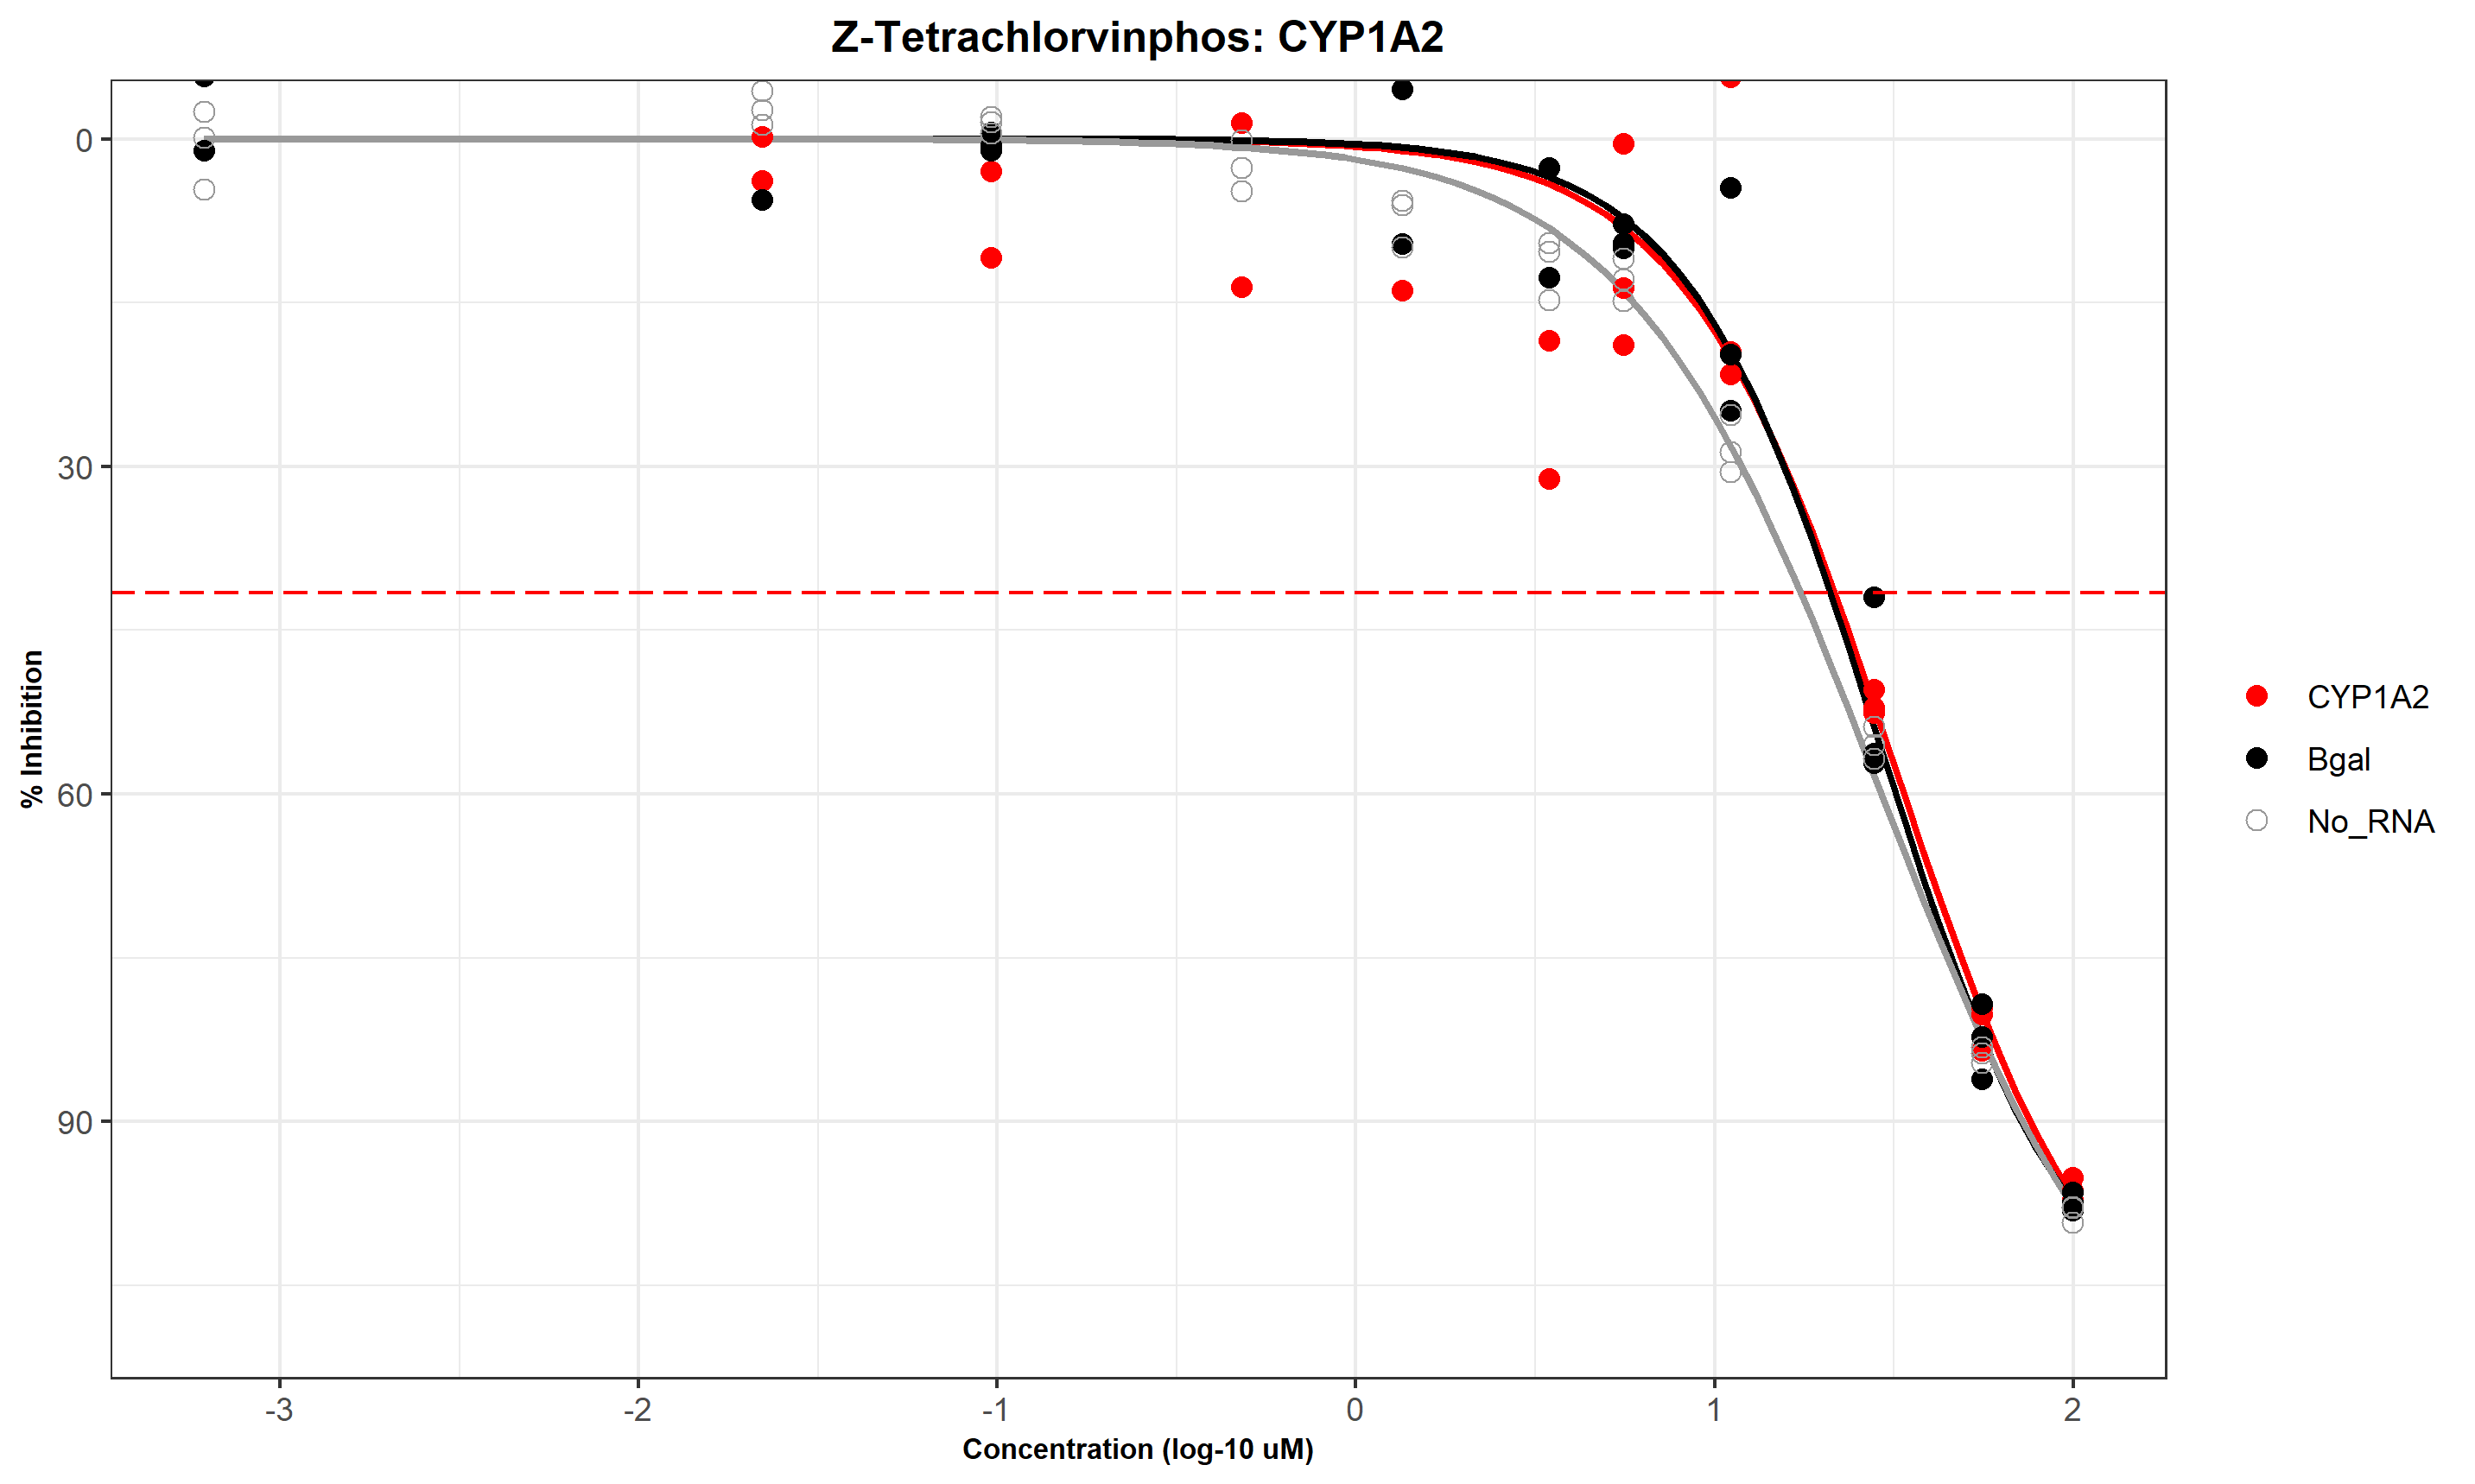 Z-Tetrachlorvinphos: CYP1A2
% Inhibition
0
30
60
90
-3
-2
-1
0
1
2
Concentration (log-10 uM)
CYP1A2
Bgal
No_RNA